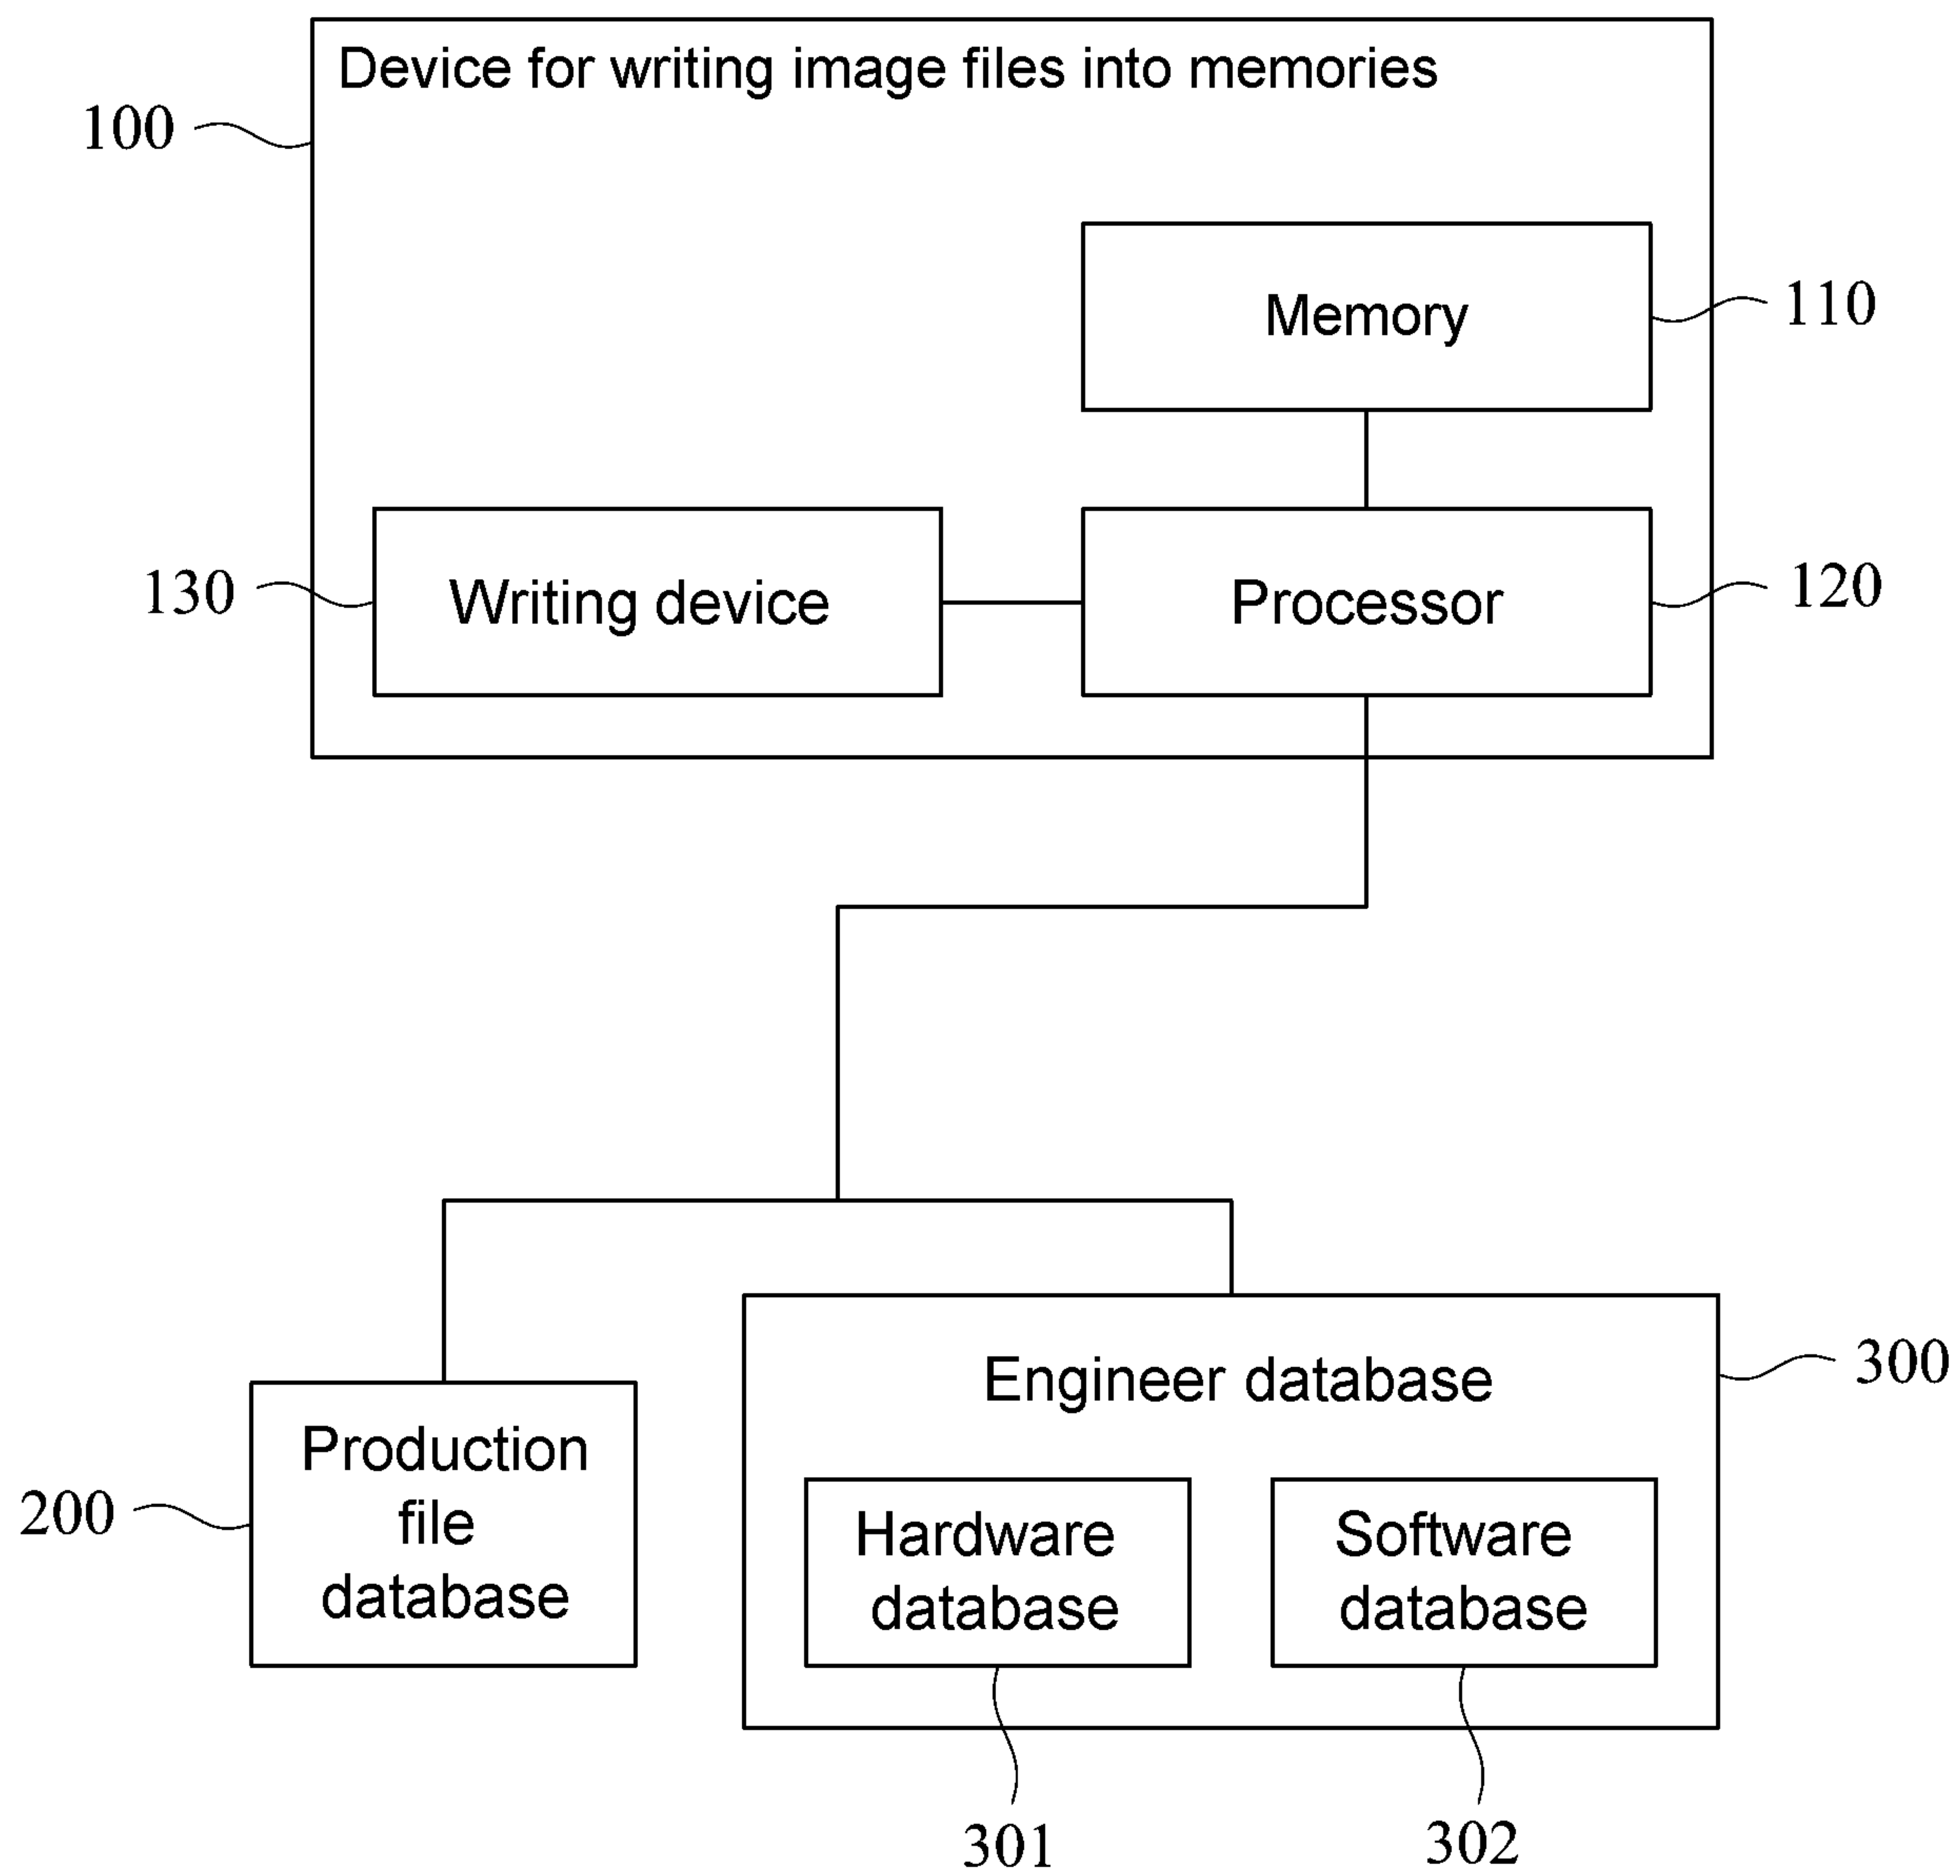 Device for writing image files into memories
100
Memory
110
130
Writing device
Processor
120
Engineer database
300
Production
file
database
200
Hardware
database
Software
database
301
302